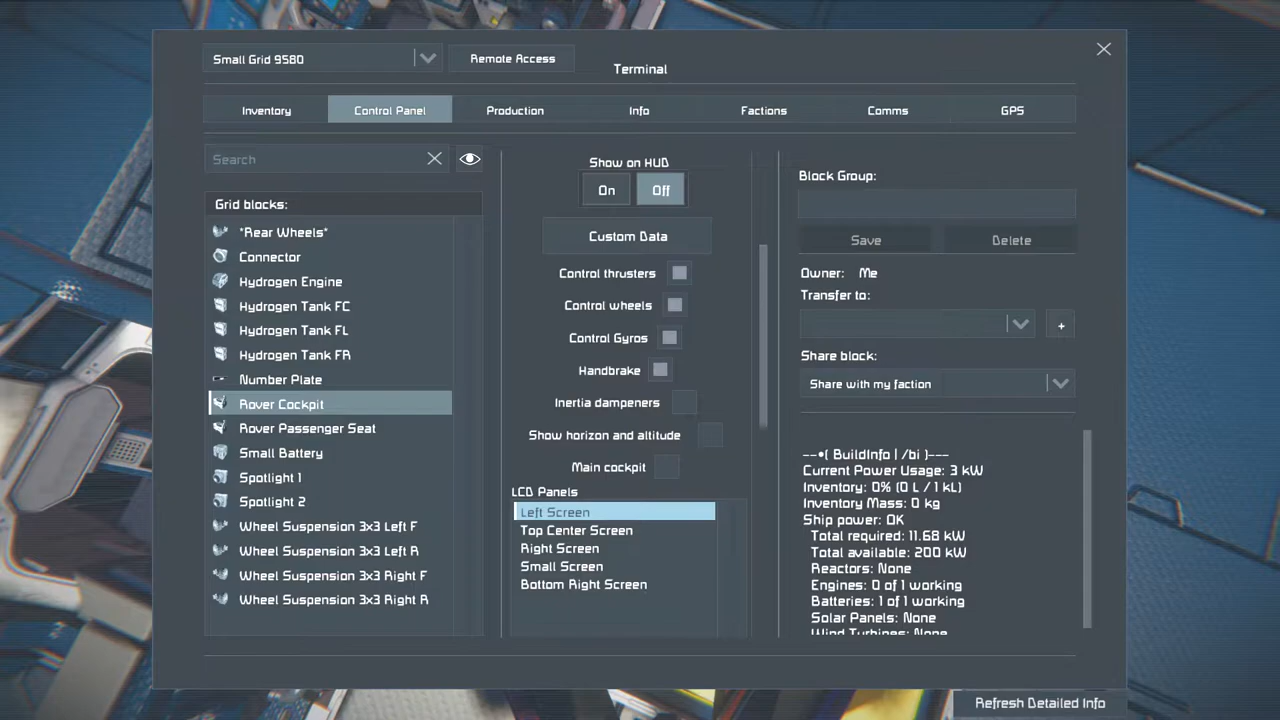 Small Grid 9580
Remote Access
Terminal
Inventory
Control Panel
Production
Info
Factions
Comms
GPS
Search
Grid blocks:
*Rear Wheels*
Connector
Hydrogen Engine
Hydrogen Tank FC
Hydrogen Tank FL
Hydrogen Tank FR
Number Plate
Rover Cockpit
Rover Passenger Seat
Small Battery
Spotlight 1
Spotlight 2
Wheel Suspension 3x3 Left F
Wheel Suspension 3x3 Left R
Wheel Suspension 3x3 Right F
Wheel Suspension 3x3 Right R
Show on HUD
On
Off
Custom Data
Control thrusters
Control wheels
Control Gyros
Handbrake
Inertia dampeners
Show horizon and altitude
Main cockpit
LCD Panels
Left Screen
Top Center Screen
Right Screen
Small Screen
Bottom Right Screen
Block Group:
Save
Delete
Owner: Me
Transfer to:
+
Share block:
Share with my faction
--•( BuildInfo | /bi )---
Current Power Usage: 3 kW
Inventory: 0% (0 L / 1 kL)
Inventory Mass: 0 kg
Ship power: OK
Total required: 11.68 kW
Total available: 200 kW
Reactors: None
Engines: 0 of 1 working
Batteries: 1 of 1 working
Solar Panels: None
Wind Turbines: None
Refresh Detailed Info